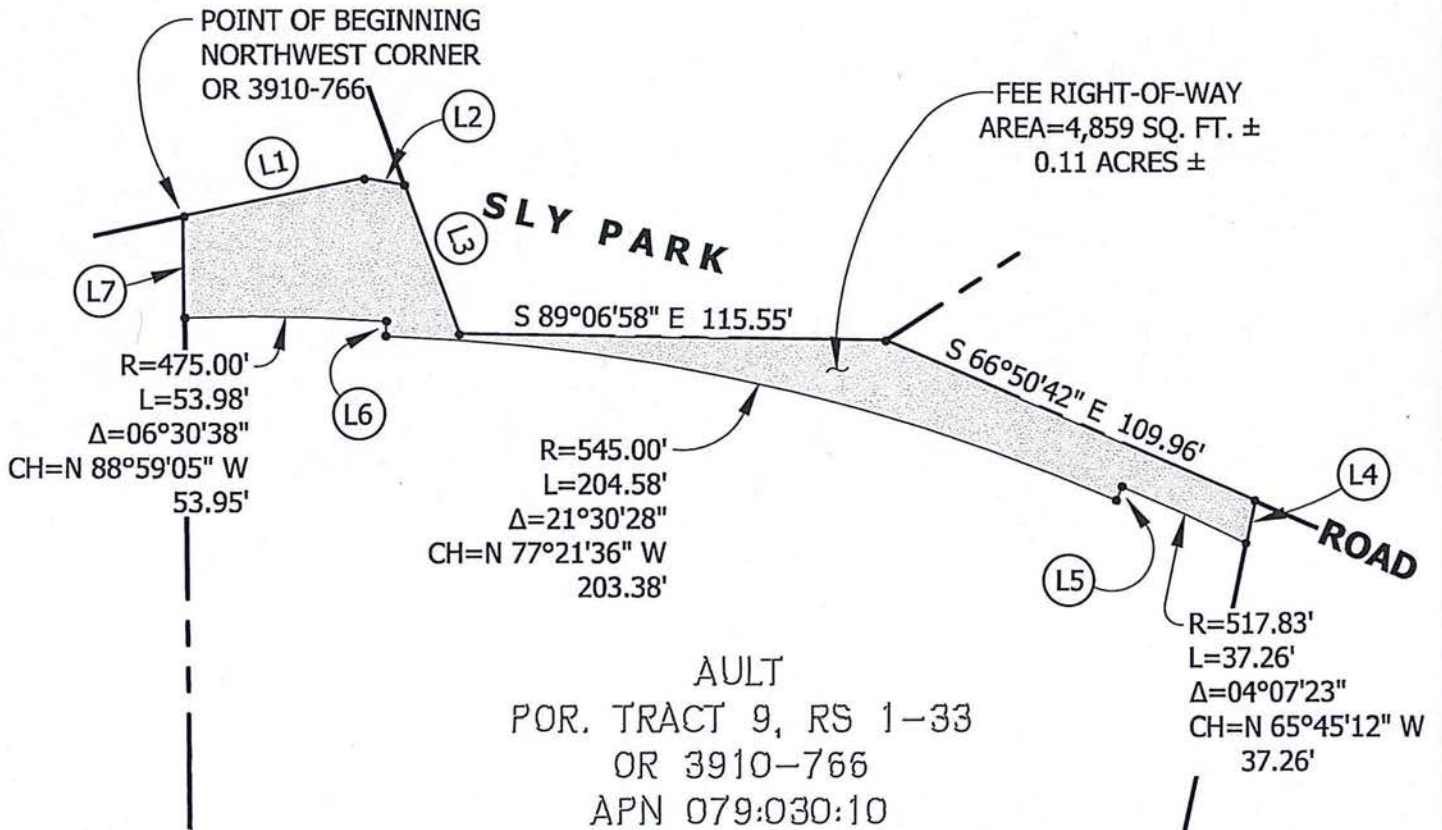 POINT OF BEGINNING
NORTHWEST CORNER
OR 3910-766
L2
L1
FEE RIGHT-OF-WAY
AREA=4,859 SQ. FT. ±
0.11 ACRES ±
L3
SLY PARK
L7
S 89°06'58" E 115.55'
S 66°50'42" E 109.96'
R=475.00'
L=53.98'
Δ=06°30'38"
CH=N 88°59'05" W
53.95'
L6
R=545.00'
L=204.58'
Δ=21°30'28"
CH=N 77°21'36" W
203.38'
L4
ROAD
L5
R=517.83'
L=37.26'
Δ=04°07'23"
CH=N 65°45'12" W
37.26'
AULT
POR. TRACT 9, RS 1-33
OR 3910-766
APN 079:030:10